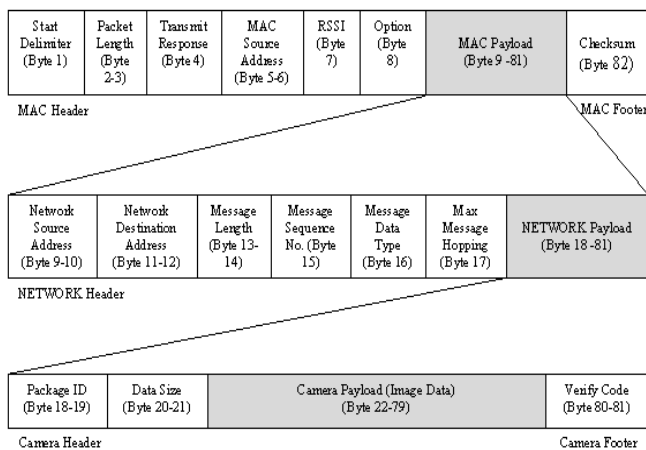 Start
Delimiter
(Byte 1)
Packet
Length
(Byte
2-3)
Transmit
Response
(Byte 4)
MAC
Source
Address
(Byte 5-6)
RSSI
(Byte
7)
Option
(Byte
8)
MAC Payload
(Byte 9 -81)
Checksum
(Byte 82)
MAC Header
MAC Footer
Network
Source
Address
(Byte 9-10)
Network
Destination
Address
(Byte 11-12)
Message
Length
(Byte 13-
14)
Message
Sequence
No. (Byte
15)
Message
Data
Type
(Byte 16)
Max
Message
Hopping
(Byte 17)
NETWORK Payload
(Byte 18 -81)
NETWORK Header
Package ID
(Byte 18-19)
Data Size
(Byte 20-21)
Camera Payload (Image Data)
(Byte 22-79)
Verify Code
(Byte 80-81)
Camera Header
Camera Footer